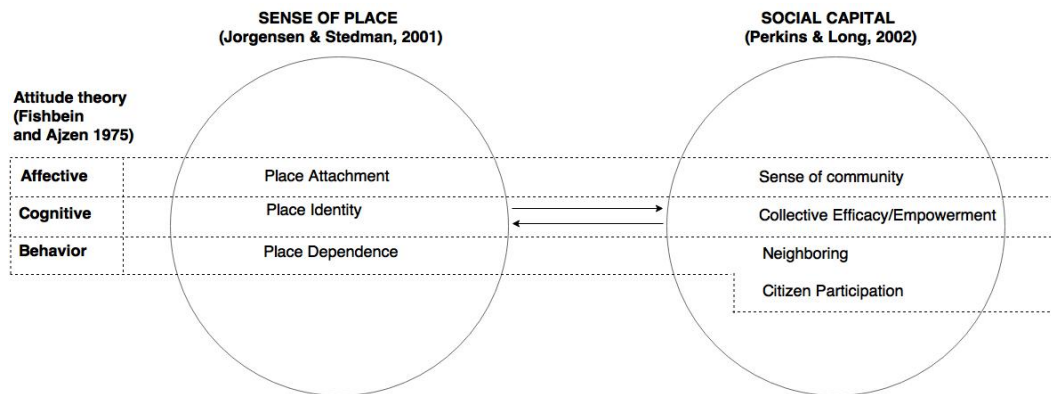 SENSE OF PLACE
(Jorgensen & Stedman, 2001)
SOCIAL CAPITAL
(Perkins & Long, 2002)
Attitude theory
(Fishbein
and Ajzen 1975)
Affective
Place Attachment
Sense of community
Cognitive
Place Identity
Collective Efficacy/Empowerment
Behavior
Place Dependence
Neighboring
Citizen Participation